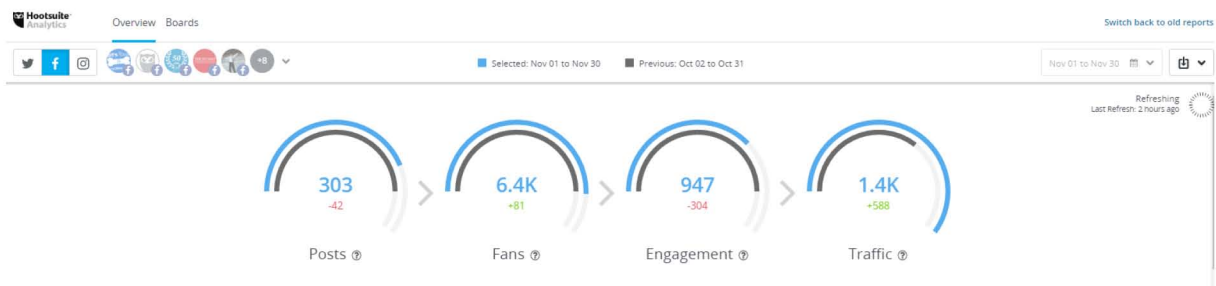 Hootsuite
Analytics
Overview Boards
Switch back to old reports
+8
Selected: Nov 01 to Nov 30
Previous: Oct 02 to Oct 31
Nov 01 to Nov 30
Refreshing
Last Refresh: 2 hours ago
303
-42
Posts
6.4K
+81
Fans
947
-304
Engagement
1.4K
+588
Traffic